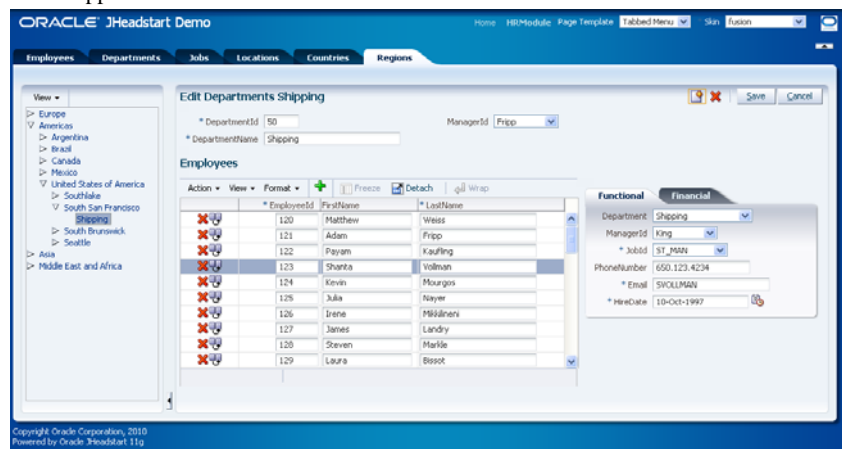 ORACLE JHeadstart Demo
Home HRModule Page Template Tabbed Menu Skin fusion
Employees Departments Jobs Locations Countries Regions
View
Europe
Americas
Argentina
Brazil
Canada
Mexico
United States of America
Southlake
South San Francisco
Shipping
South Brunswick
Seattle
Asia
Middle East and Africa
Edit Departments Shipping
Save Cancel
* DepartmentId 50
ManagerId Fripp
* DepartmentName Shipping
Employees
Action View Format Freeze Detach Wrap
* EmployeeId FirstName * LastName
120 Matthew Weiss
121 Adam Fripp
122 Payam Kaufling
123 Shanta Vollman
124 Kevin Mourgos
125 Julia Nayer
126 Irene Mikkilineni
127 James Landry
128 Steven Markle
129 Laura Bissot
Functional Financial
Department Shipping
ManagerId King
* JobId ST_MAN
PhoneNumber 650.123.4234
* Email SVOLLMAN
* HireDate 10-Oct-1997
Copyright Oracle Corporation, 2010
Powered by Oracle JHeadstart 11g